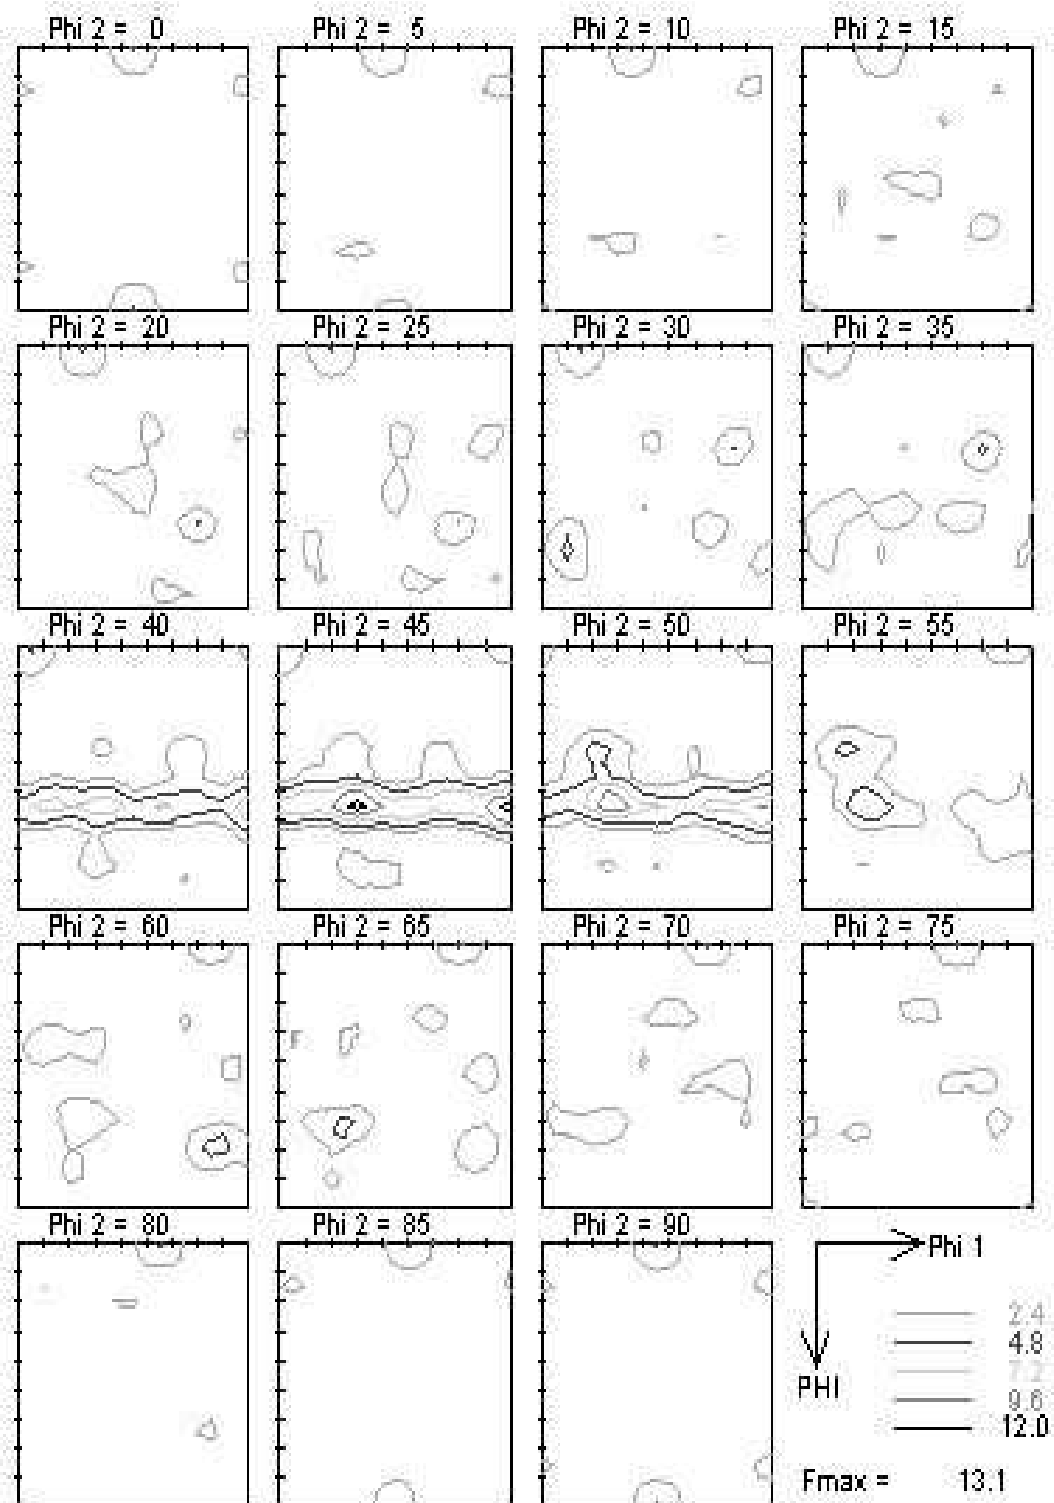 Phi 2 = 0 Phi 2 = 5 Phi 2 = 10 Phi 2 = 15
Phi 2 = 20 Phi 2 = 25 Phi 2 = 30 Phi 2 = 35
Phi 2 = 40 Phi 2 = 45 Phi 2 = 50 Phi 2 = 55
Phi 2 = 60 Phi 2 = 65 Phi 2 = 70 Phi 2 = 75
Phi 2 = 80 Phi 2 = 85 Phi 2 = 90
Phi 1
2.4
4.8
7.2
PHI
9.6
12.0
Fmax = 13.1